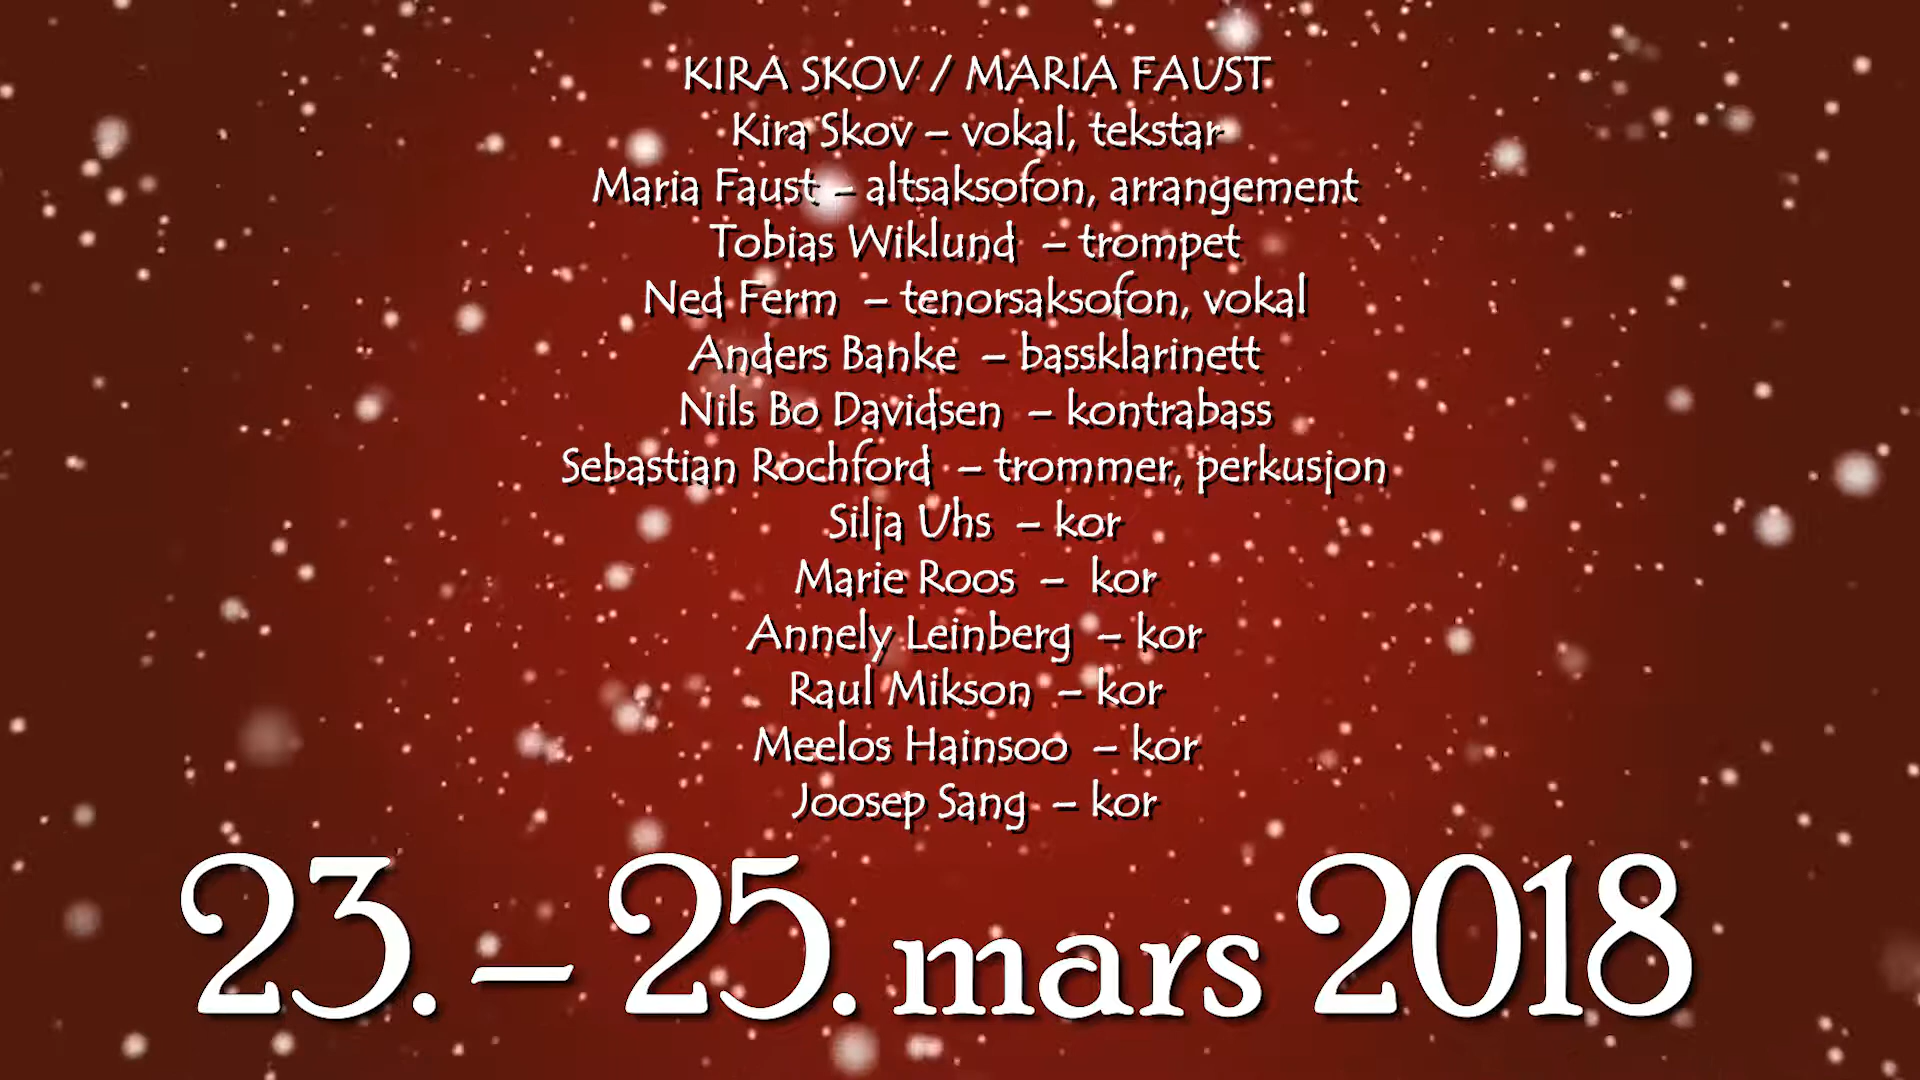 KIRA SKOV / MARIA FAUST
Kira Skov – vokal, tekstar
Maria Faust – altsaksofon, arrangement
Tobias Wiklund – trompet
Ned Ferm – tenorsaksofon, vokal
Anders Banke – bassklarinett
Nils Bo Davidsen – kontrabass
Sebastian Rochford – trommer, perkusjon
Silja Uhs – kor
Marie Roos – kor
Annely Leinberg – kor
Raul Mikson – kor
Meelos Hainsoo – kor
Joosep Sang – kor
23. – 25. mars 2018